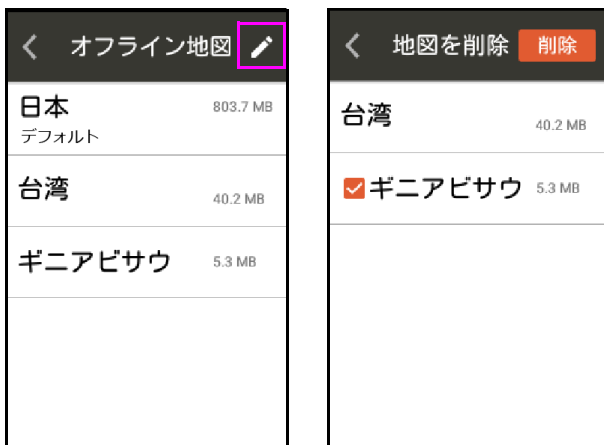 オフライン地図
日本 803.7 MB
デフォルト
台湾 40.2 MB
ギニアビサウ 5.3 MB
地図を削除 削除
台湾 40.2 MB
ギニアビサウ 5.3 MB